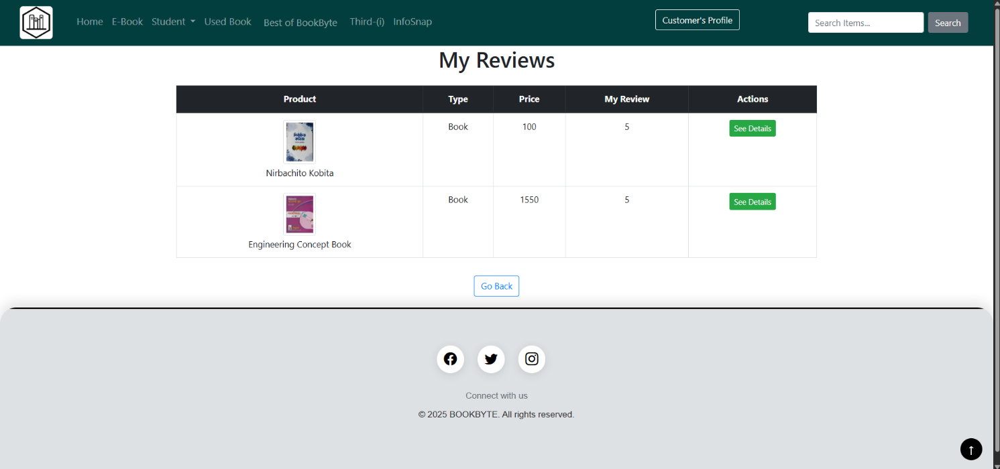 Home E-Book Student Used Book Best of BookByte Third-(i) InfoSnap Customer's Profile Search Items... Search
My Reviews
Product Type Price My Review Actions
Book 100 5 See Details
নির্বাচিত কবিতা
Nirbachito Kobita
Book 1550 5 See Details
Engineering Concept Book
Go Back
Connect with us
© 2025 BOOKBYTE. All rights reserved.
↑